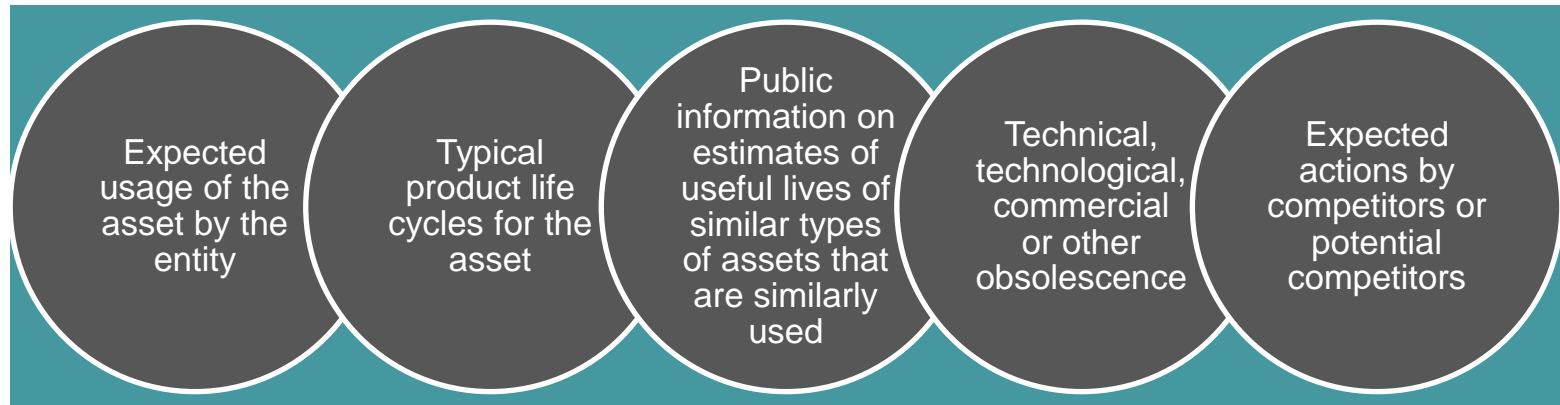 Expected
usage of the
asset by the
entity
Typical
product life
cycles for the
asset
Public
information on
estimates of
useful lives of
similar types
of assets that
are similarly
used
Technical,
technological,
commercial
or other
obsolescence
Expected
actions by
competitors or
potential
competitors